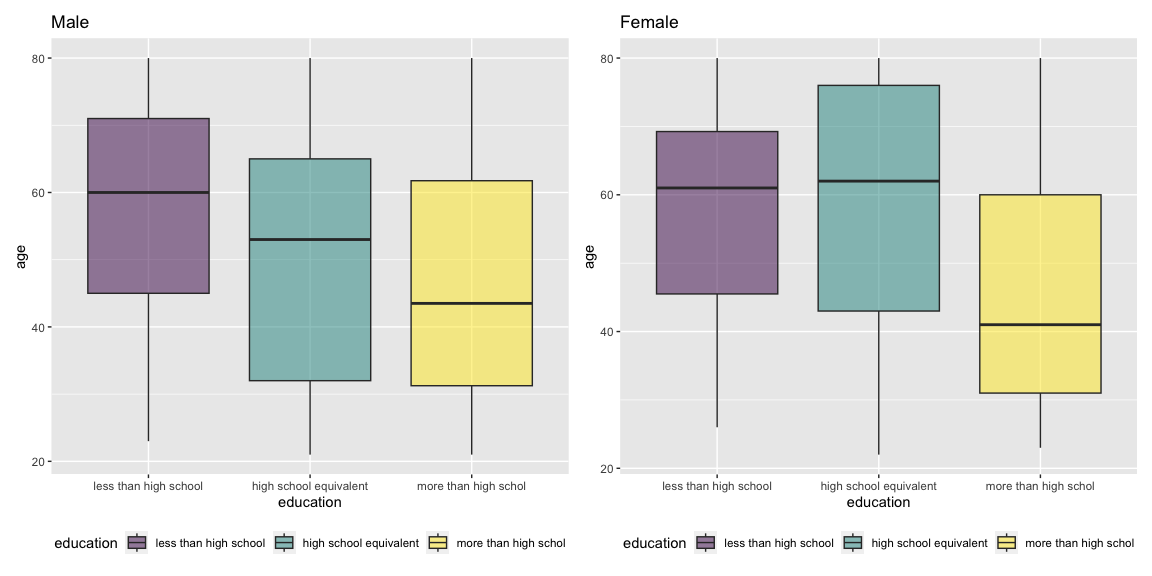 Male
80
60
40
20
age
less than high school high school equivalent more than high schol
education
education less than high school high school equivalent more than high schol
Female
80
60
40
20
age
less than high school high school equivalent more than high schol
education
education less than high school high school equivalent more than high schol